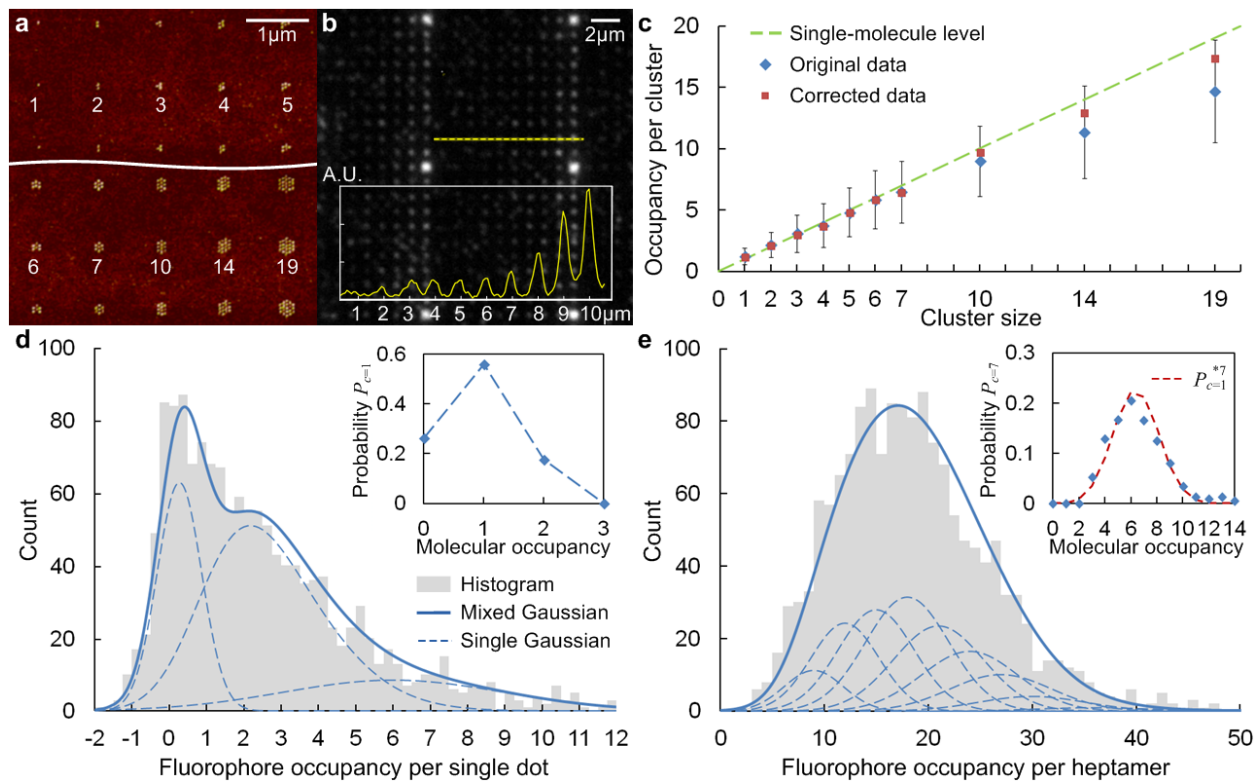 a
1μm
1 2 3 4 5
6 7 10 14 19
b
2μm
A.U.
1 2 3 4 5 6 7 8 9 10μm
c
20
15
10
5
0
Occupancy per cluster
Single-molecule level
Original data
Corrected data
0 1 2 3 4 5 6 7 10 14 19
Cluster size
d
100
80
60
40
20
0
Count
0.6
0.4
0.2
0
Probability P_{c=1}
0 1 2 3
Molecular occupancy
Histogram
Mixed Gaussian
Single Gaussian
-2 -1 0 1 2 3 4 5 6 7 8 9 10 11 12
Fluorophore occupancy per single dot
e
100
80
60
40
20
0
Count
0.3
0.2
0.1
0
Probability P_{c=7}
P_{c=1}^{*7}
0 2 4 6 8 10 12 14
Molecular occupancy
0 10 20 30 40 50
Fluorophore occupancy per heptamer